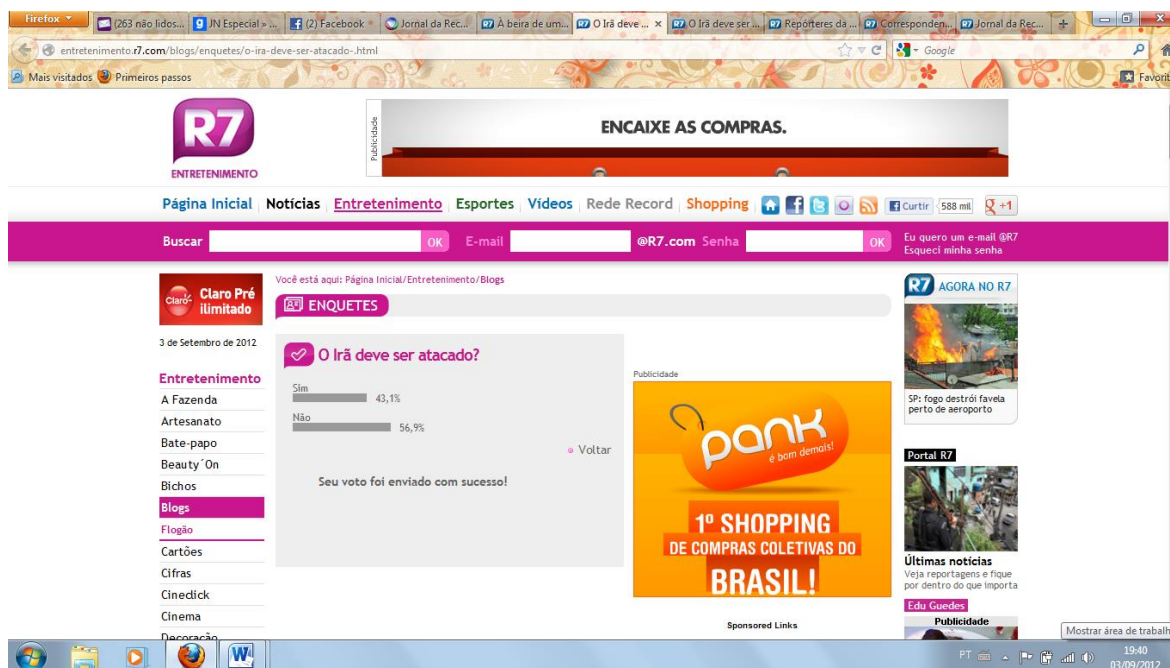 Firefox
(263 não lidos...
JN Especial »...
(2) Facebook
Jornal da Rec...
À beira de um...
O Irã deve ...
O Irã deve ser...
Repórteres da ...
Corresponden...
Jornal da Rec...
entretenimento.r7.com/blogs/enquetes/o-ira-deve-ser-atacado-.html
Google
Mais visitados
Primeiros passos
Favorit
R7
ENTRETENIMENTO
Publicidade
ENCAIXE AS COMPRAS.
Página Inicial Notícias Entretenimento Esportes Vídeos Rede Record Shopping
Curtir 588 mil +1
Buscar OK E-mail @R7.com Senha OK
Eu quero um e-mail @R7
Esqueci minha senha
Claro
Claro Pré
ilimitado
3 de Setembro de 2012
Entretenimento
A Fazenda
Artesanato
Bate-papo
Beauty´On
Bichos
Blogs
Flogão
Cartões
Cifras
Cineclick
Cinema
Decoração
Você está aqui: Página Inicial/Entretenimento/Blogs
ENQUETES
O Irã deve ser atacado?
Sim
43,1%
Não
56,9%
Voltar
Seu voto foi enviado com sucesso!
Publicidade
pank
é bom demais!
1º SHOPPING
DE COMPRAS COLETIVAS DO
BRASIL!
Sponsored Links
R7 AGORA NO R7
SP: fogo destrói favela
perto de aeroporto
Portal R7
Últimas notícias
Veja reportagens e fique
por dentro do que importa
Edu Guedes
Publicidade
Mostrar área de trabalh
PT
19:40
03/09/2012